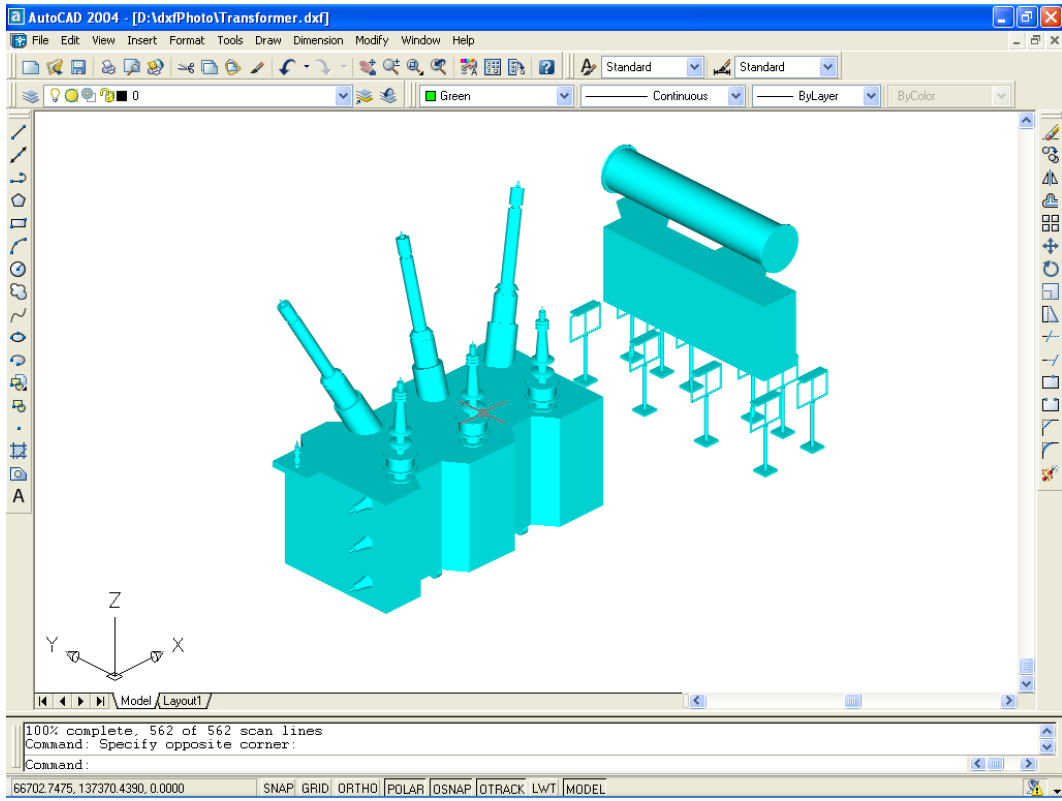 AutoCAD 2004 - [D:\dxfPhoto\Transformer.dxf]
File Edit View Insert Format Tools Draw Dimension Modify Window Help
Standard Standard
0 Green Continuous ByLayer ByColor
A
Z
Y X
Model Layout1
100% complete, 562 of 562 scan lines
Command: Specify opposite corner:
Command:
66702.7475, 137370.4390, 0.0000 SNAP GRID ORTHO POLAR OSNAP OTRACK LWT MODEL